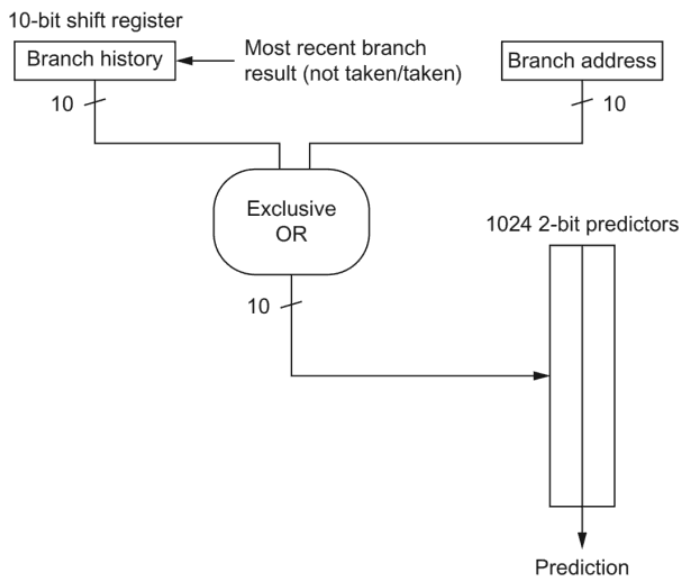 10-bit shift register
Branch history
Most recent branch
result (not taken/taken)
Branch address
10
10
Exclusive
OR
1024 2-bit predictors
10
Prediction